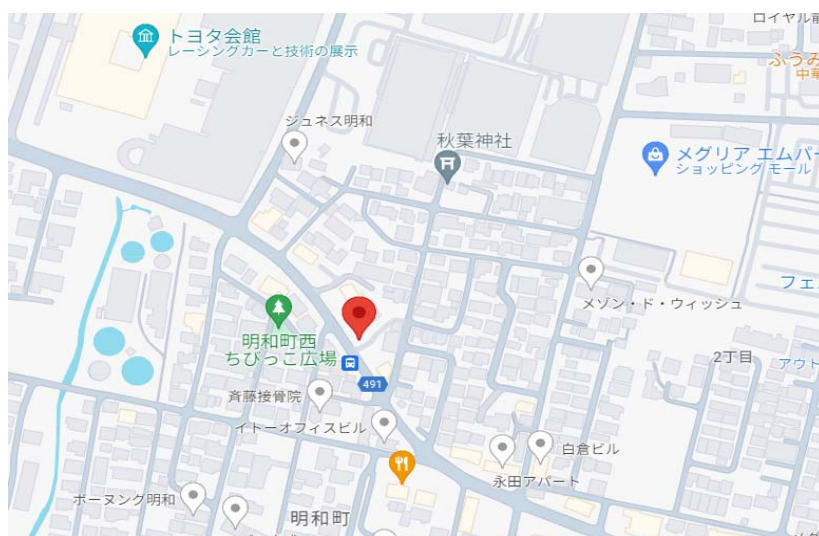 ロイヤル前
トヨタ会館
レーシングカーと技術の展示
ふうみ
中華
ジュネス明和
秋葉神社
メグリア エムパー
ショッピング モール
メゾン・ド・ウィッシュ
フェル
明和町西
ちびっこ広場
2丁目
アウト
491
斉藤接骨院
イトーオフィスビル
白倉ビル
永田アパート
ボーヌング明和
明和町